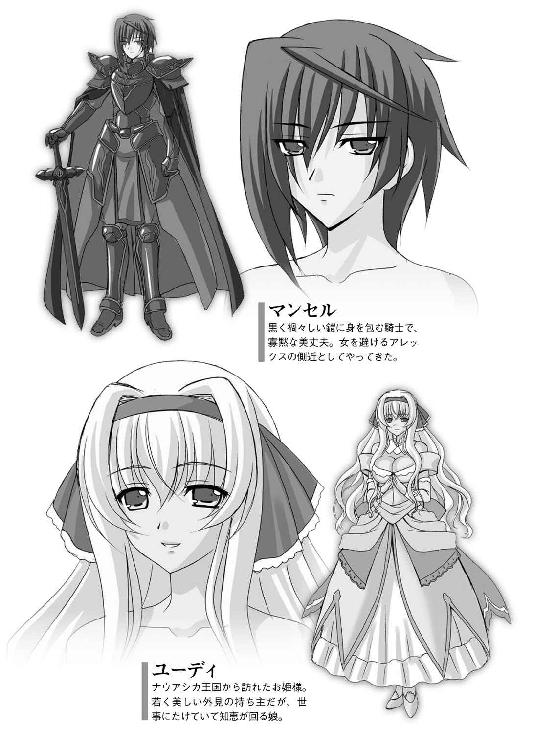 マンセル
黒く禍々しい鎧に身を包む騎士で、
寡黙な美丈夫。女を避けるアレッ
クスの側近としてやってきた。
ユーディ
ナウアシカ王国から訪れたお姫様。
若く美しい外見の持ち主だが、世
事にたけていて知恵が回る娘。